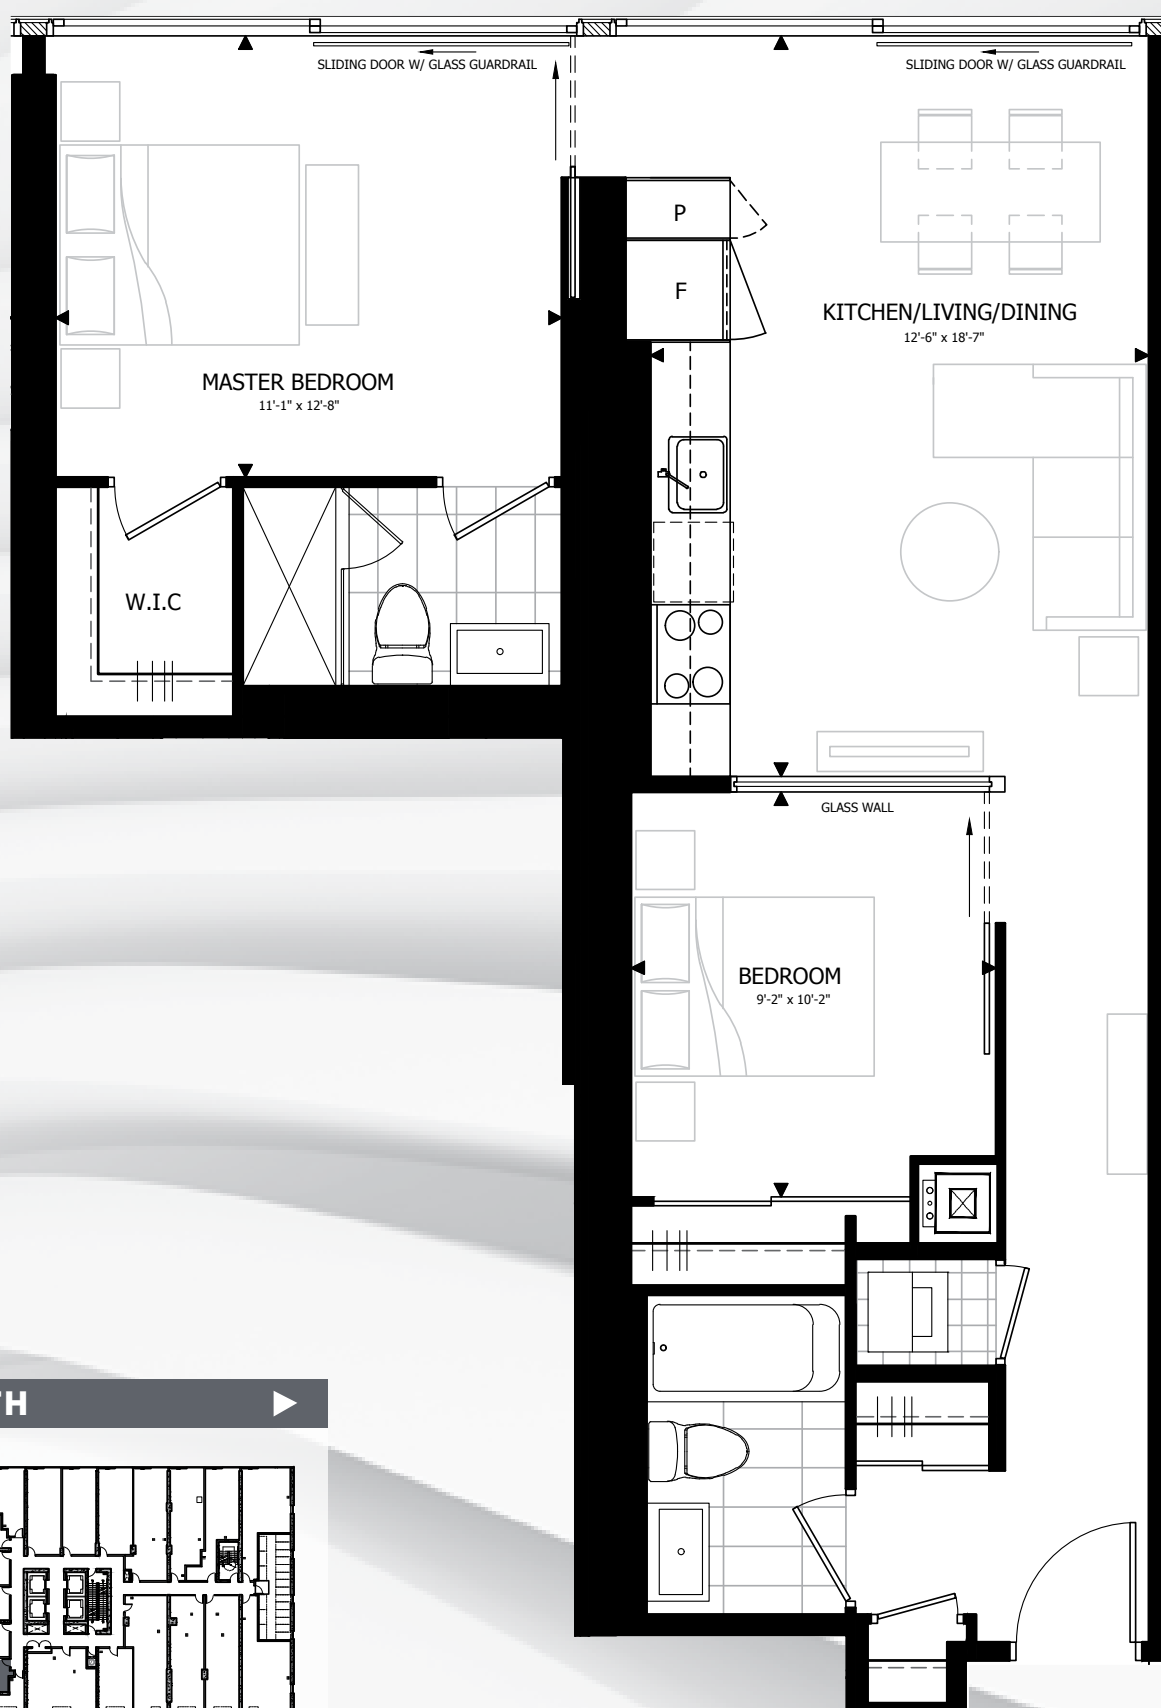 SLIDING DOOR W/ GLASS GUARDRAIL
SLIDING DOOR W/ GLASS GUARDRAIL
P
F
KITCHEN/LIVING/DINING
12'-6" x 18'-7"
MASTER BEDROOM
11'-1" x 12'-8"
W.I.C
GLASS WALL
BEDROOM
9'-2" x 10'-2"